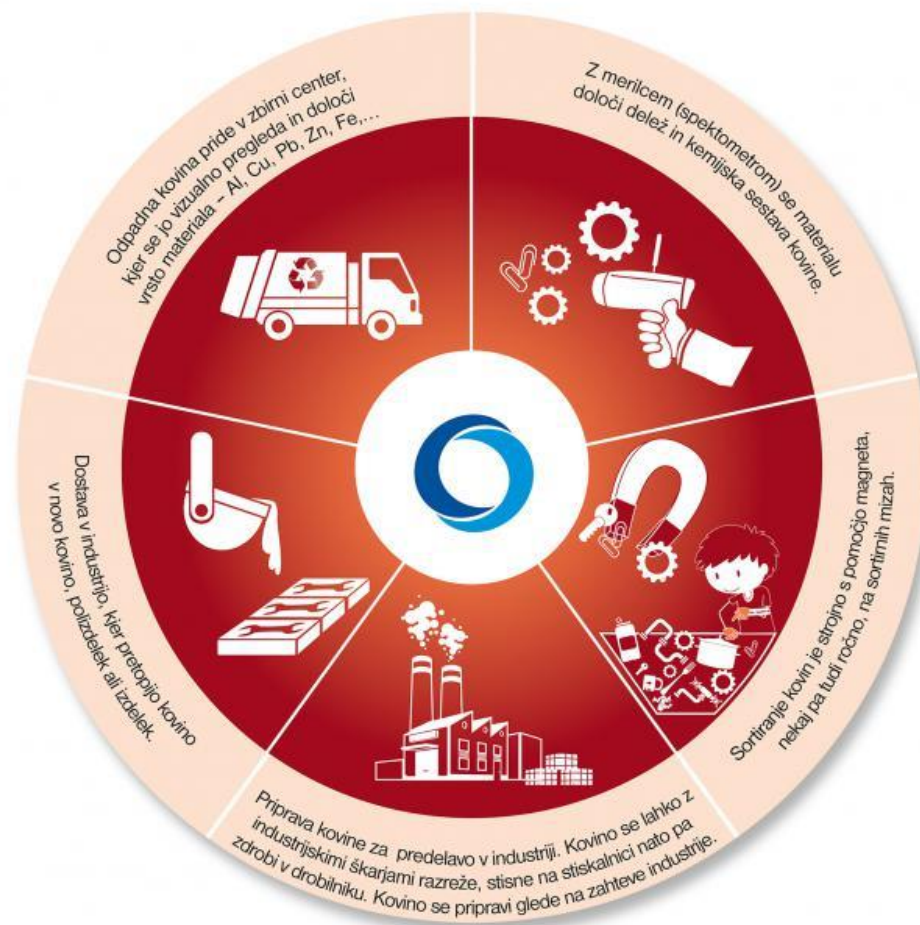 Odpadna kovina pride v zbirni center,
kjer se jo vizualno pregleda in določi
vrsto materiala – Al, Cu, Pb, Zn, Fe,...
Z merilcem (spektometrom) se materialu
določi delež in kemijska sestava kovine.
Sortiranje kovin je strojno s pomočjo magneta,
nekaj pa tudi ročno, na sortirnih mizah.
Priprava kovine za predelavo v industriji. Kovino se lahko z
industrijskimi škarjami razreže, stisne na stiskalnici nato pa
zdrobi v drobilniku. Kovino se pripravi glede na zahteve industrije.
Dostava v industrijo, kjer pretopijo kovino
v novo kovino, polizdelek ali izdelek.